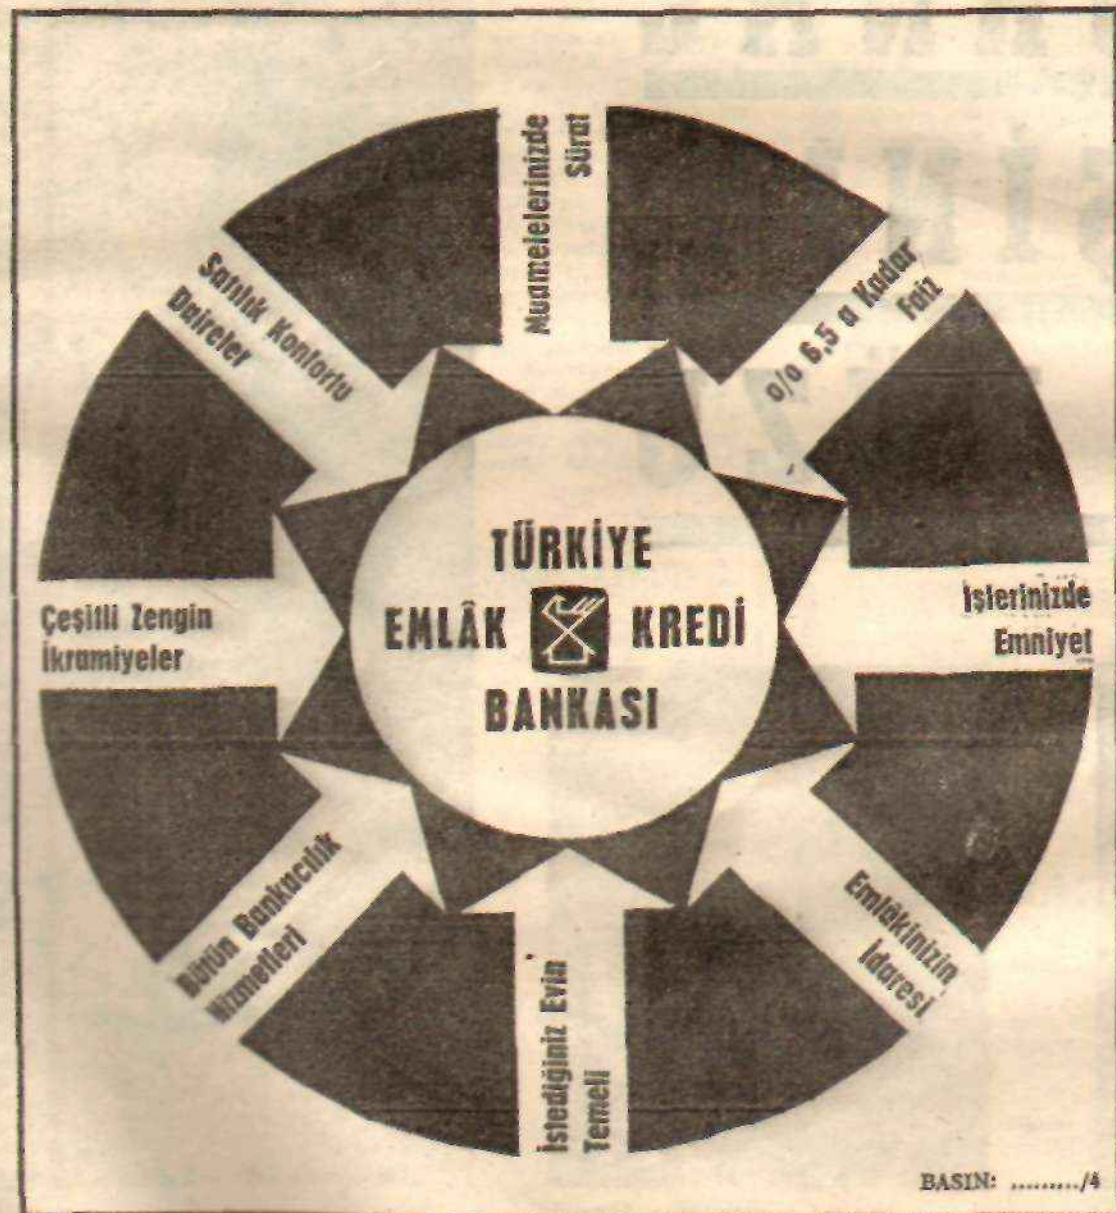 Muamelelerinizde
Sürat
o/o 6,5 a Kadar
Faiz
İşlerinizde
Emniyet
Emlâkinizin
İdaresi
İstediğiniz Evin
Temeli
Bütün Bankacılık
Hizmetleri
Çeşitli Zengin
İkramiyeler
Satılık Konforlu
Daireler
TÜRKİYE
EMLÂK KREDİ
BANKASI
BASIN: ........./4